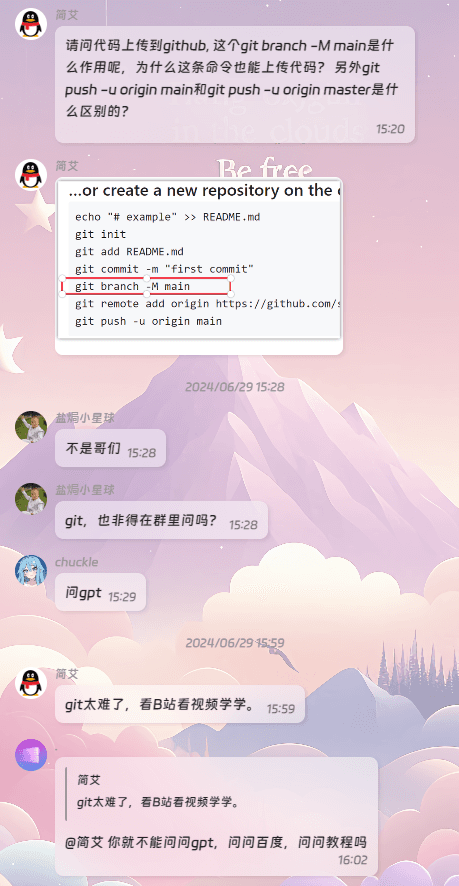 简艾
请问代码上传到github, 这个git branch -M main是什
么作用呢，为什么这条命令也能上传代码？ 另外git
push -u origin main和git push -u origin master是什
么区别的？
15:20
in the clouds
Be free
简艾
...or create a new repository on the c
echo "# example" >> README.md
git init
git add README.md
git commit -m "first commit"
git branch -M main
git remote add origin https://github.com/s
git push -u origin main
2024/06/29 15:28
盐焗小星球
不是哥们 15:28
盐焗小星球
git，也非得在群里问吗？ 15:28
chuckle
问gpt 15:29
2024/06/29 15:59
简艾
git太难了，看B站看视频学学。 15:59
简艾
git太难了，看B站看视频学学。
@简艾 你就不能问问gpt，问问百度，问问教程吗
16:02